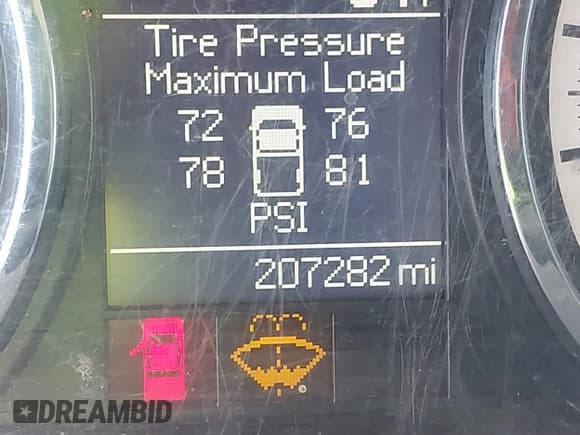 Tire Pressure
Maximum Load
72 76
78 81
PSI
207282 mi
DREAMBID